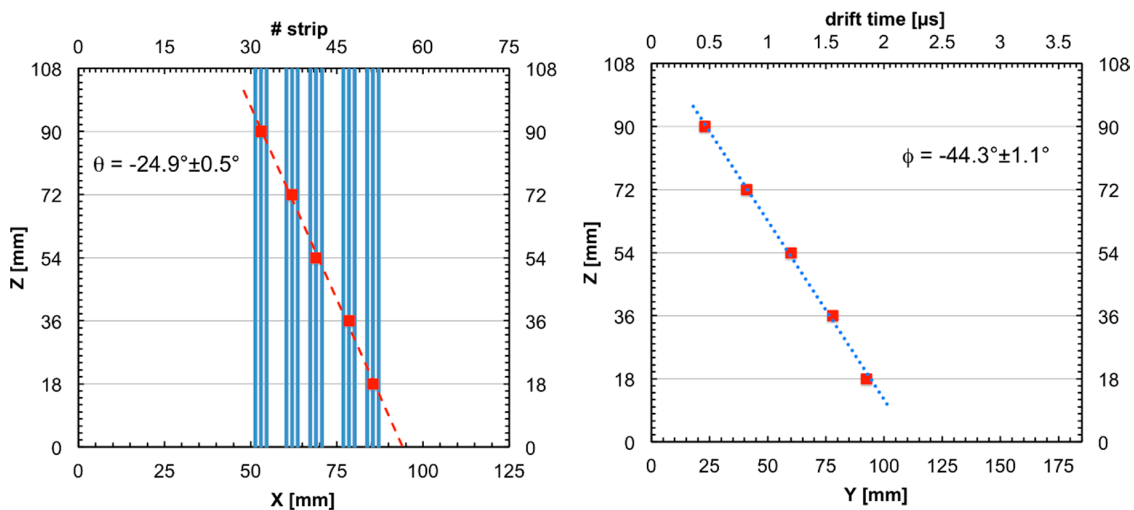 # strip
0 15 30 45 60 75
108 108
90 90
θ = -24.9°±0.5°
72 72
54 54
36 36
18 18
0 0
Z [mm]
0 25 50 75 100 125
X [mm]
drift time [µs]
0 0.5 1 1.5 2 2.5 3 3.5
108 108
90 90
ϕ = -44.3°±1.1°
72 72
54 54
36 36
18 18
0 0
Z [mm]
0 25 50 75 100 125 150 175
Y [mm]